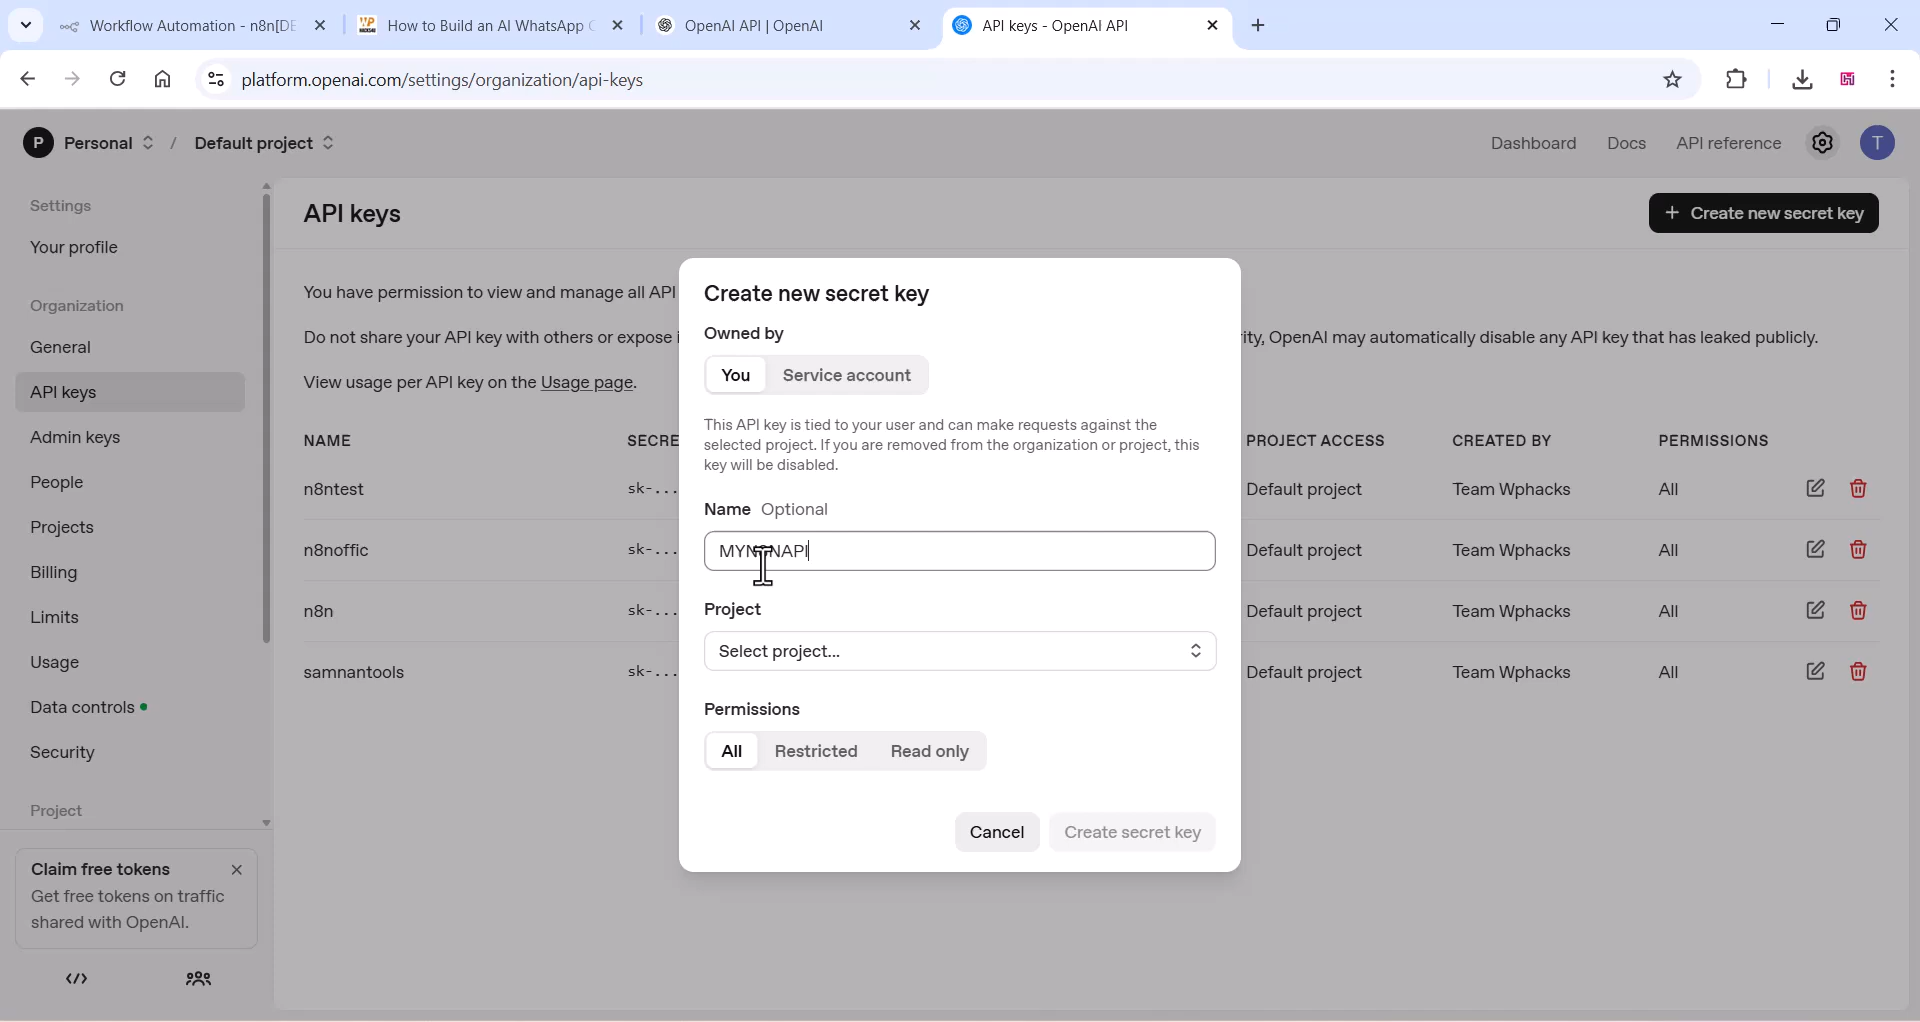 Workflow Automation - n8n[DE
How to Build an AI WhatsApp C
OpenAI API | OpenAI
API keys - OpenAI API
platform.openai.com/settings/organization/api-keys
P Personal / Default project
Dashboard Docs API reference T
Settings
Your profile
Organization
General
API keys
Admin keys
People
Projects
Billing
Limits
Usage
Data controls
Security
Project
Claim free tokens
Get free tokens on traffic
shared with OpenAI.
API keys
+ Create new secret key
You have permission to view and manage all API
Do not share your API key with others or expose i
ity, OpenAI may automatically disable any API key that has leaked publicly.
View usage per API key on the Usage page.
NAME SECRE PROJECT ACCESS CREATED BY PERMISSIONS
n8ntest sk-... Default project Team Wphacks All
n8noffic sk-... Default project Team Wphacks All
n8n sk-... Default project Team Wphacks All
samnantools sk-... Default project Team Wphacks All
Create new secret key
Owned by
You Service account
This API key is tied to your user and can make requests against the
selected project. If you are removed from the organization or project, this
key will be disabled.
Name Optional
Project
Select project...
Permissions
All Restricted Read only
Cancel Create secret key